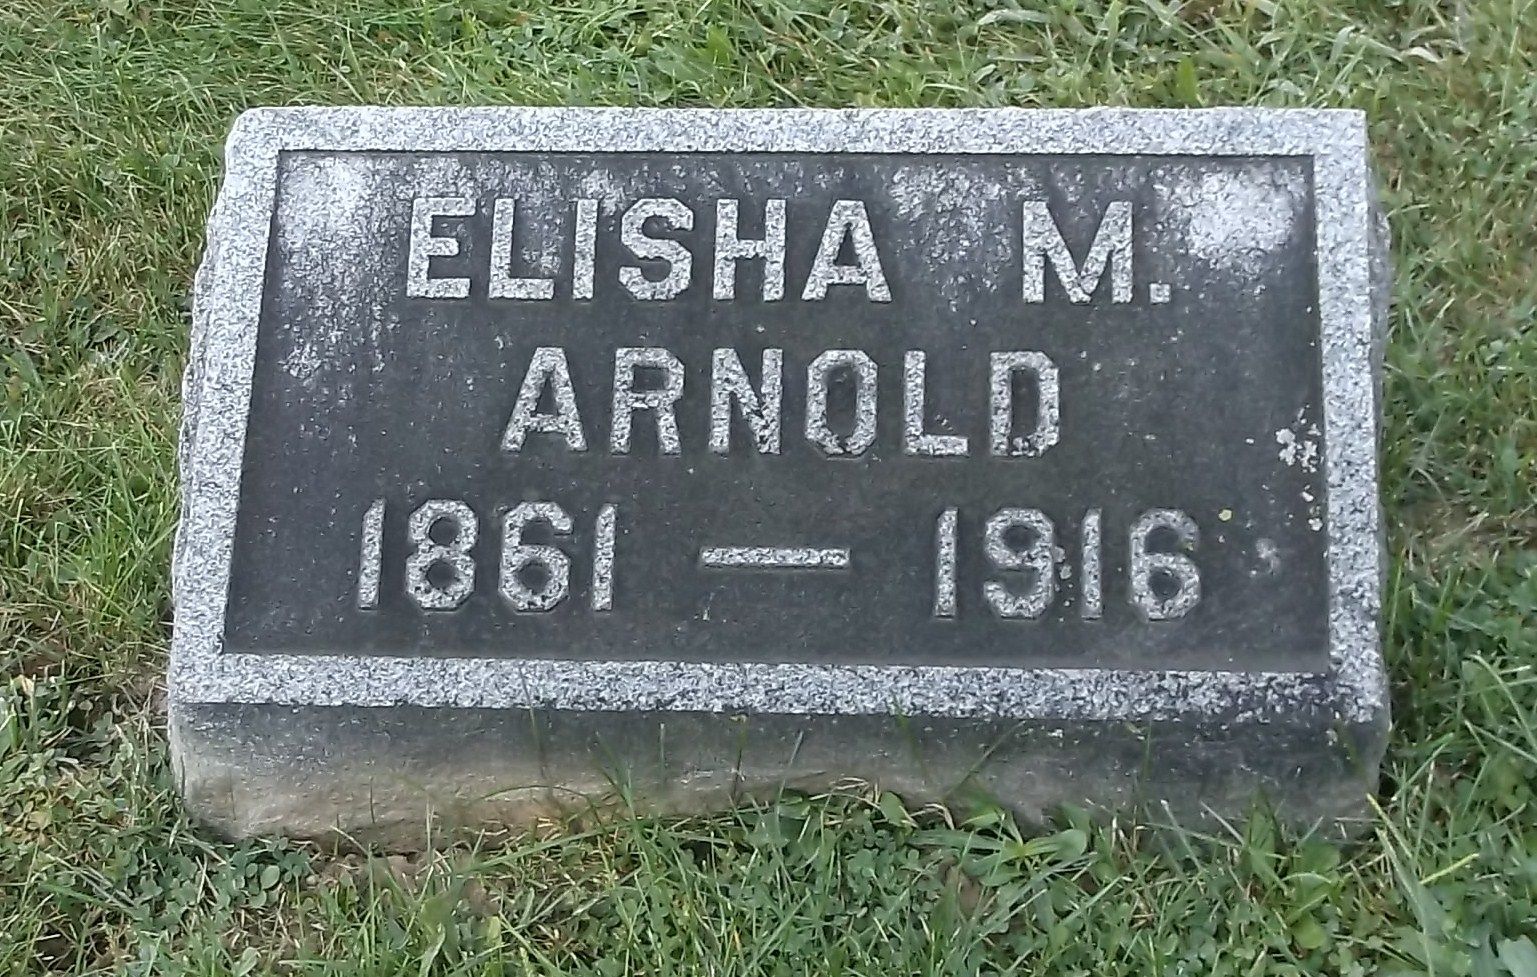 ELISHA M.
ARNOLD
1861 — 1916